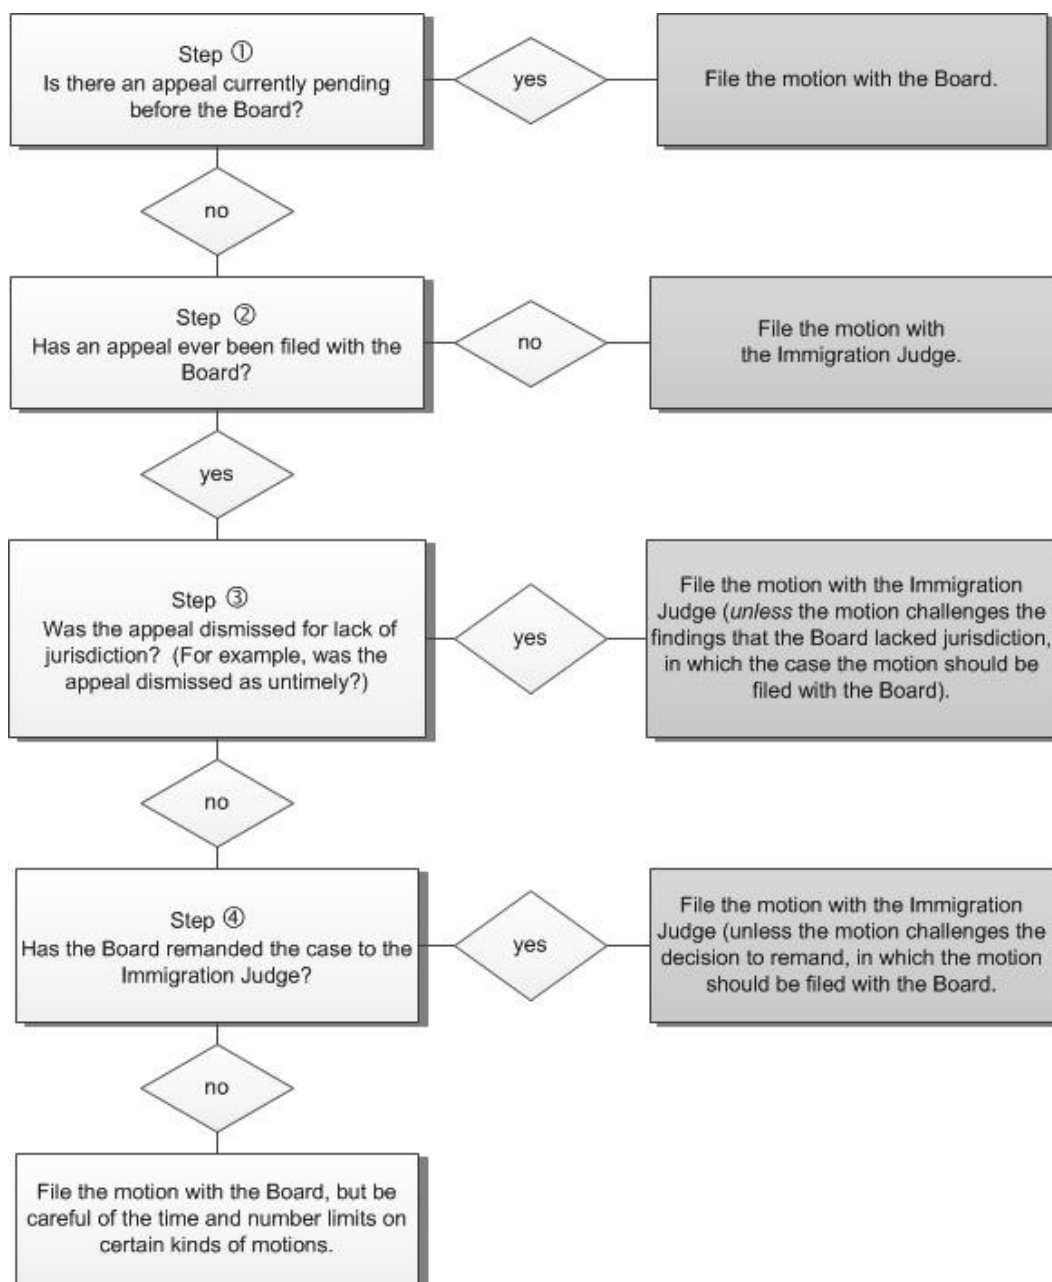 Step ①
Is there an appeal currently pending
before the Board?
yes
File the motion with the Board.
no
Step ②
Has an appeal ever been filed with the
Board?
no
File the motion with
the Immigration Judge.
yes
Step ③
Was the appeal dismissed for lack of
jurisdiction? (For example, was the
appeal dismissed as untimely?)
yes
File the motion with the Immigration
Judge (unless the motion challenges the
findings that the Board lacked jurisdiction,
in which the case the motion should be
filed with the Board).
no
Step ④
Has the Board remanded the case to the
Immigration Judge?
yes
File the motion with the Immigration
Judge (unless the motion challenges the
decision to remand, in which the motion
should be filed with the Board.
no
File the motion with the Board, but be
careful of the time and number limits on
certain kinds of motions.